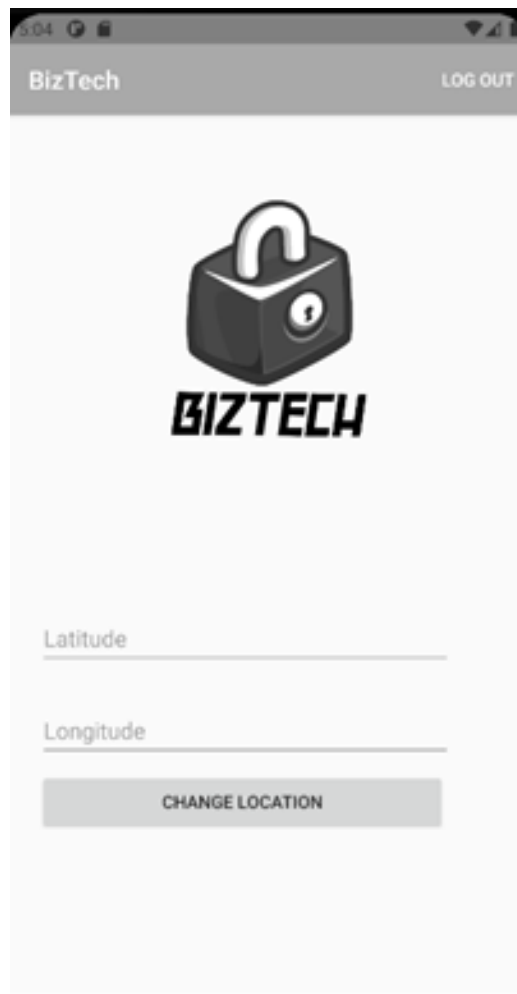 5:04
BizTech LOG OUT
BIZTECH
Latitude
Longitude
CHANGE LOCATION